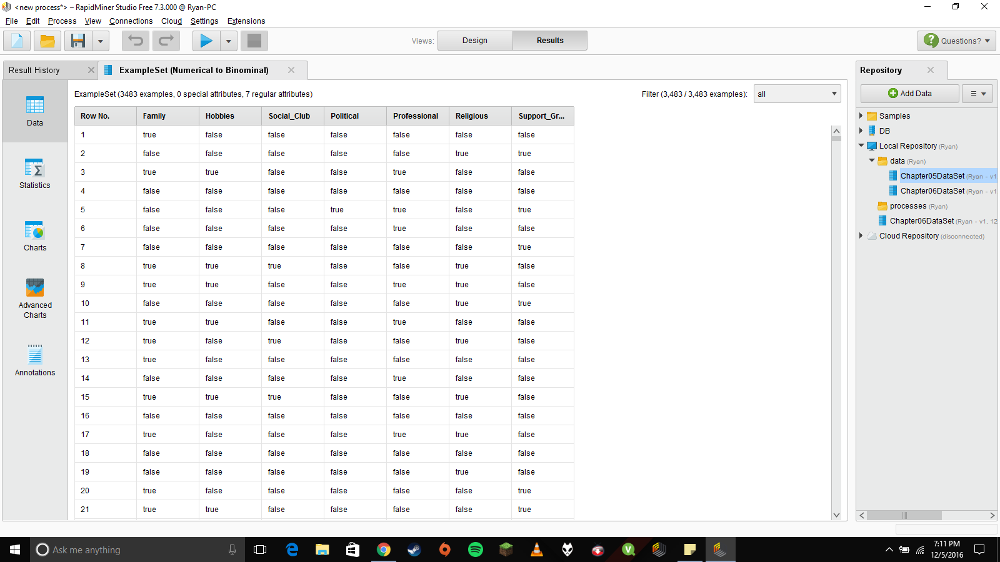 <new process*> – RapidMiner Studio Free 7.3.000 @ Ryan-PC
File Edit Process View Connections Cloud Settings Extensions
Views: Design Results Questions?
Result History ExampleSet (Numerical to Binominal) Repository
ExampleSet (3483 examples, 0 special attributes, 7 regular attributes) Filter (3,483 / 3,483 examples): all Add Data
Row No. Family Hobbies Social_Club Political Professional Religious Support_Gr...
1 true false false false false false false
2 false false false false false true true
3 true true false false true false false
4 false false false false false false false
5 false false false true true false true
6 false false false false true false false
7 false false false false false false true
8 true true true false false true false
9 true true false false true true false
10 false false false false false true true
11 true true false false true false false
12 true false true false false true false
13 true false false false false false false
14 false false false false true false false
15 true true true false false true false
16 false false false false false false false
17 true false false false true true false
18 false false false false false false false
19 false false false false false true false
20 true false false false false false true
21 true true false false false false true
Data
Statistics
Charts
Advanced
Charts
Annotations
Samples
DB
Local Repository (Ryan)
data (Ryan)
Chapter05DataSet (Ryan - v1
Chapter06DataSet (Ryan - v1
processes (Ryan)
Chapter06DataSet (Ryan - v1, 12
Cloud Repository (disconnected)
Ask me anything
7:11 PM
12/5/2016